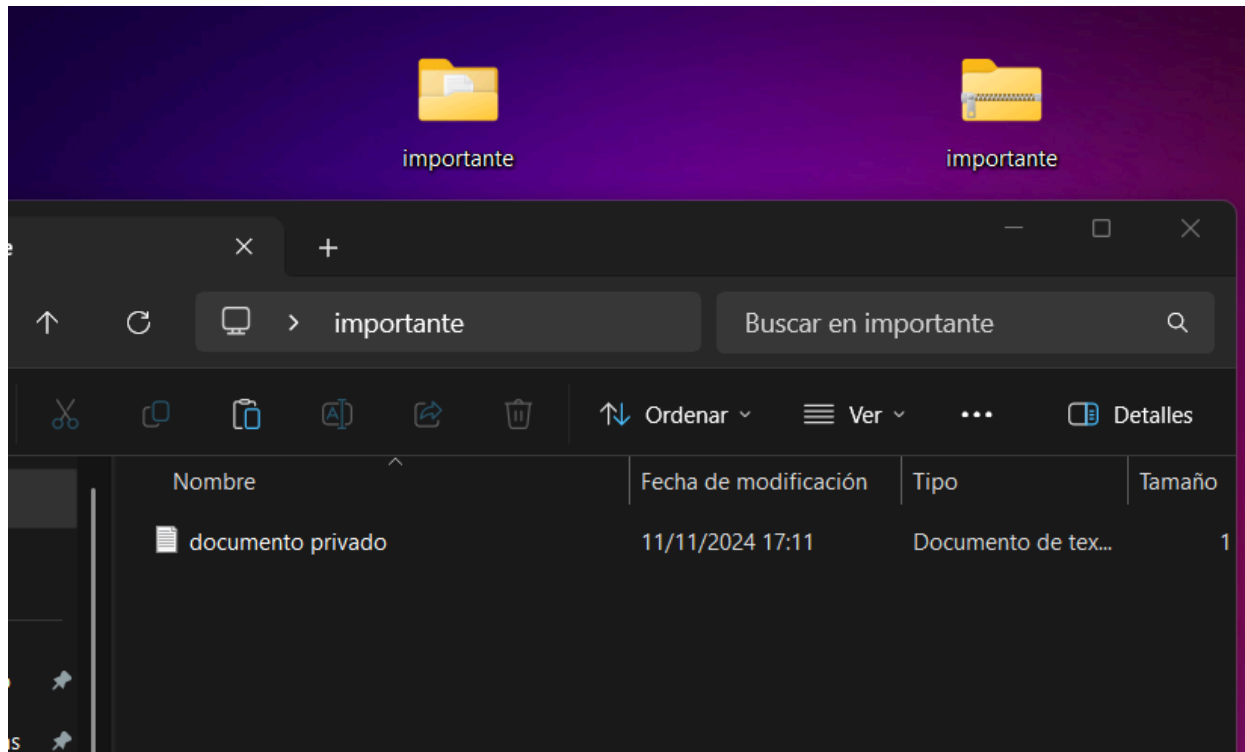 importante
importante
importante
Buscar en importante
Ordenar
Ver
Detalles
Nombre
Fecha de modificación
Tipo
Tamaño
documento privado
11/11/2024 17:11
Documento de tex...
1